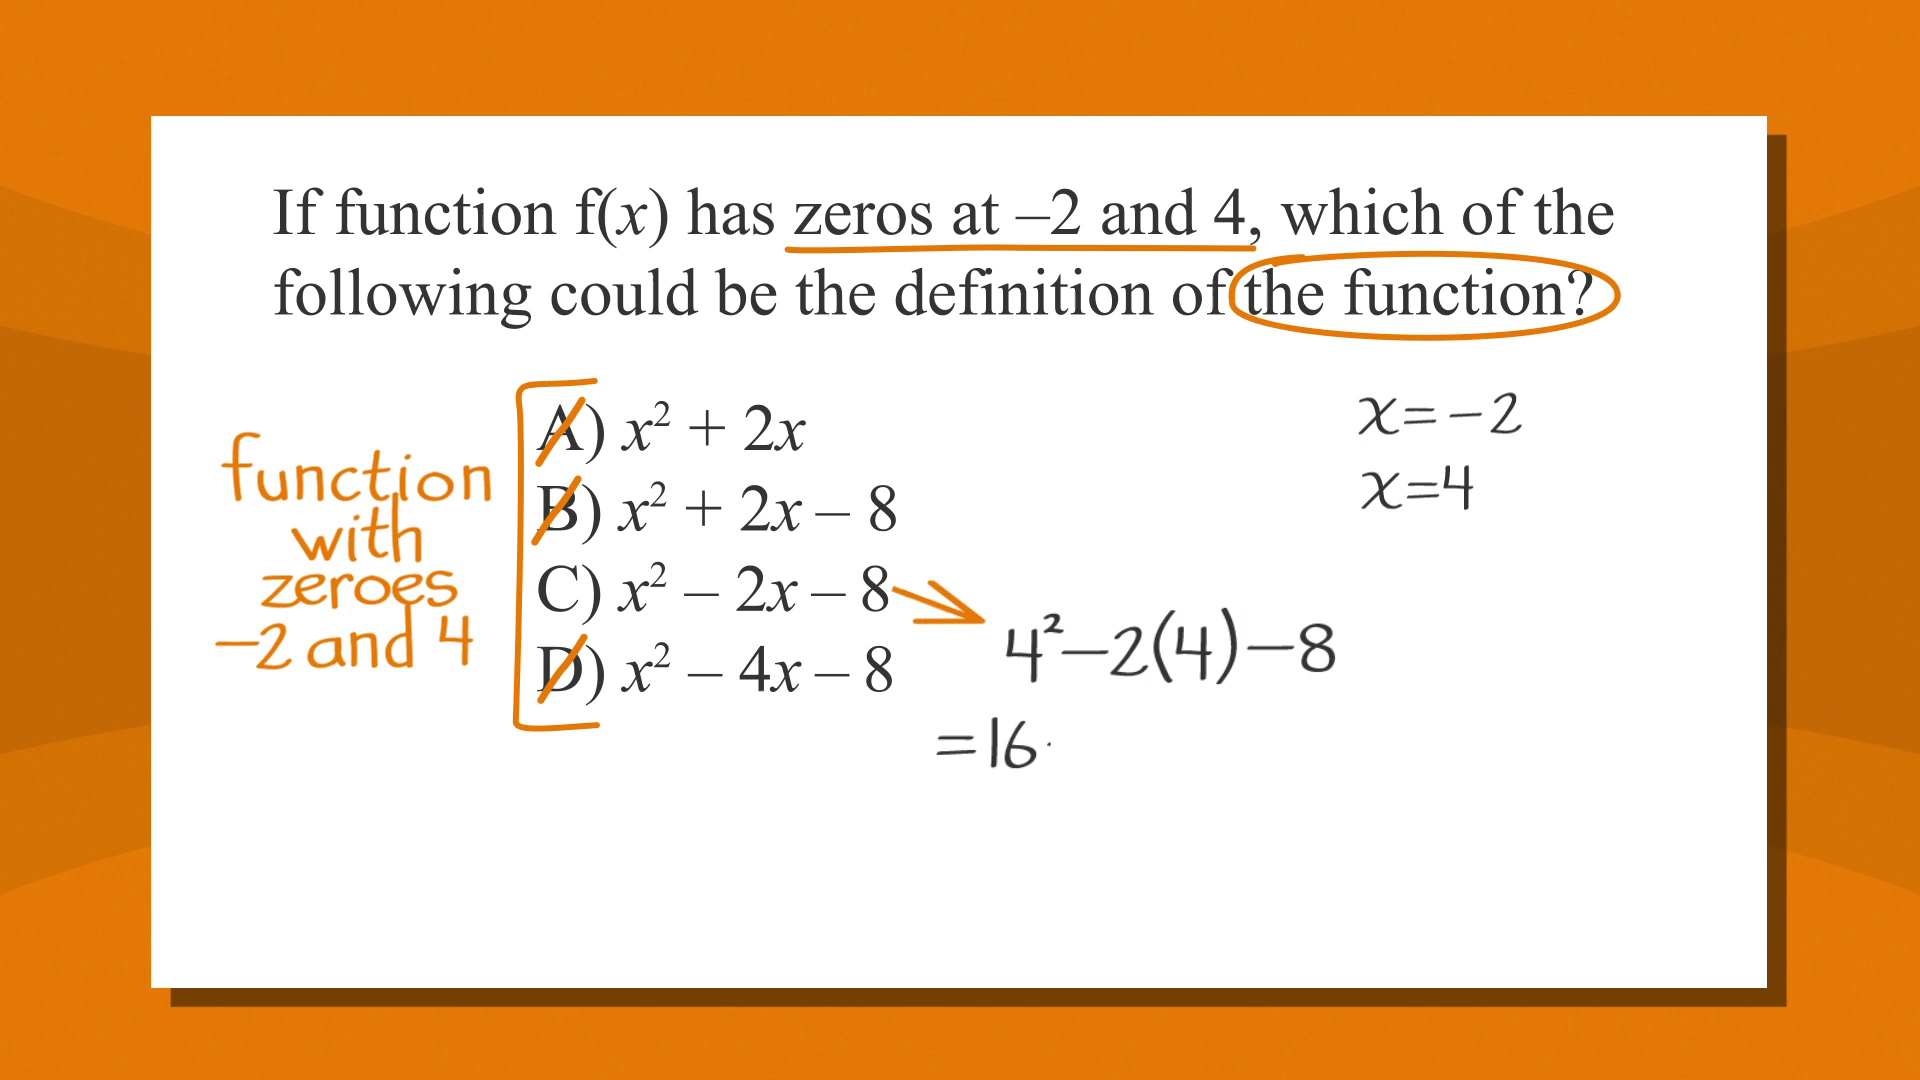 If function f(x) has zeros at –2 and 4, which of the
following could be the definition of the function?
A) x² + 2x
B) x² + 2x – 8
C) x² – 2x – 8
D) x² – 4x – 8
function
with
zeroes
–2 and 4
x=–2
x=4
4²–2(4)–8
=16